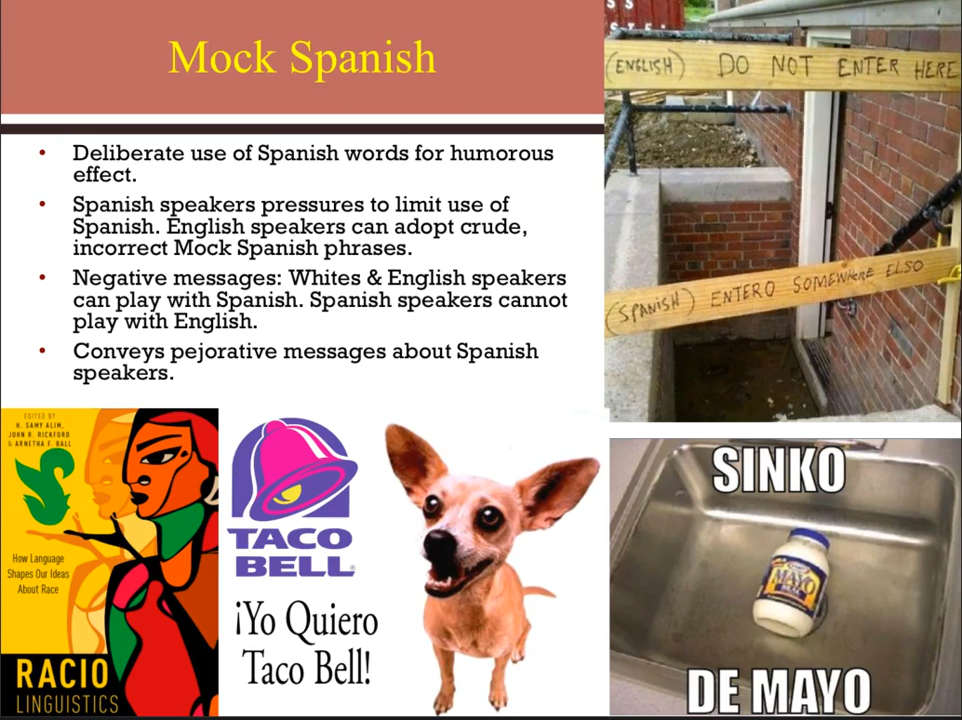 Mock Spanish
• Deliberate use of Spanish words for humorous
effect.
• Spanish speakers pressures to limit use of
Spanish. English speakers can adopt crude,
incorrect Mock Spanish phrases.
• Negative messages: Whites & English speakers
can play with Spanish. Spanish speakers cannot
play with English.
• Conveys pejorative messages about Spanish
speakers.
(ENGLISH) DO NOT ENTER HERE
(SPANISH) ENTERO SOMEWHERE ELSO
EDITED BY
H. SAMY ALIM,
JOHN R. RICKFORD
& ARNETHA F. BALL
How Language
Shapes Our Ideas
About Race
RACIO
LINGUISTICS
TACO
BELL®
¡Yo Quiero
Taco Bell!
SINKO
MAYO
REAL
DE MAYO